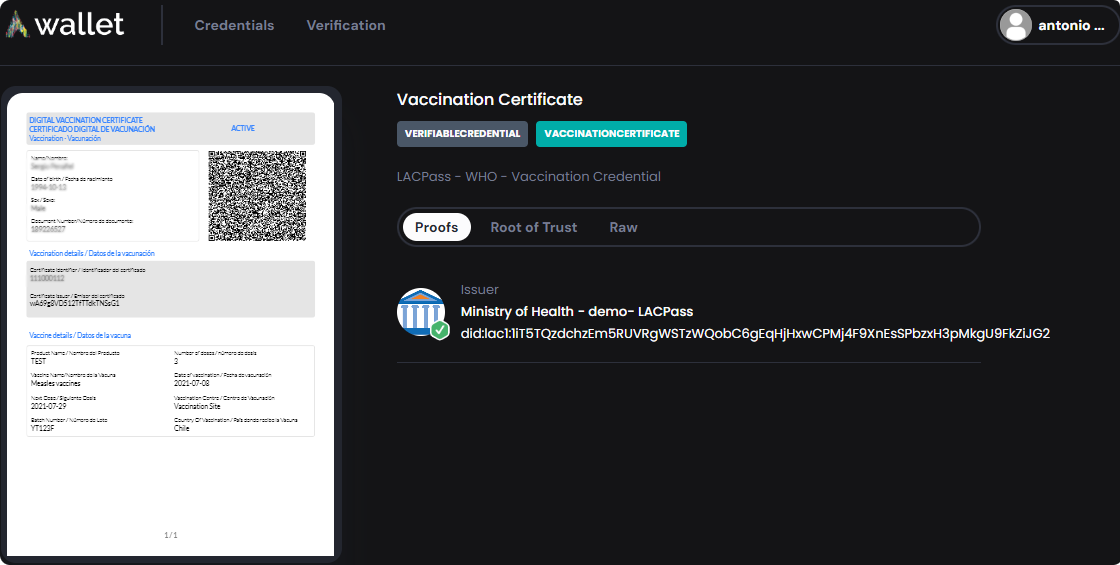 wallet
Credentials
Verification
antonio ...
DIGITAL VACCINATION CERTIFICATE
CERTIFICADO DIGITAL DE VACUNACIÓN
Vaccination - Vacunación
ACTIVE
Name/Nombre:
Date of birth / Fecha de nacimiento
1994-10-13
Sex / Sexo:
Male
Document Number/Número de documento:
Vaccination details / Datos de la vacunación
Certificate Identifier / Identificador del certificado
111000112
Certificate Issuer / Emisor del certificado
Vaccine details / Datos de la vacuna
Product Name / Nombre del Producto
Number of doses / número de dosis
TEST
3
Vaccine Name/Nombre de la Vacuna
Date of vaccination / Fecha de vacunación
Measles vaccines
2021-07-08
Next Dose / Siguiente Dosis
Vaccination Centre / Centro de Vacunación
2021-07-29
Vaccination Site
Batch Number / Número de Lote
Country Of Vaccination / País donde recibio la Vacuna
YT123F
Chile
1 / 1
Vaccination Certificate
VERIFIABLECREDENTIAL
VACCINATIONCERTIFICATE
LACPass - WHO - Vaccination Credential
Proofs
Root of Trust
Raw
Issuer
Ministry of Health - demo- LACPass
did:lac1:1iT5TQzdchzEm5RUVRgWSTzWQobC6gEqHjHxwCPMj4F9XnEsSPbzxH3pMkgU9FkZiJG2